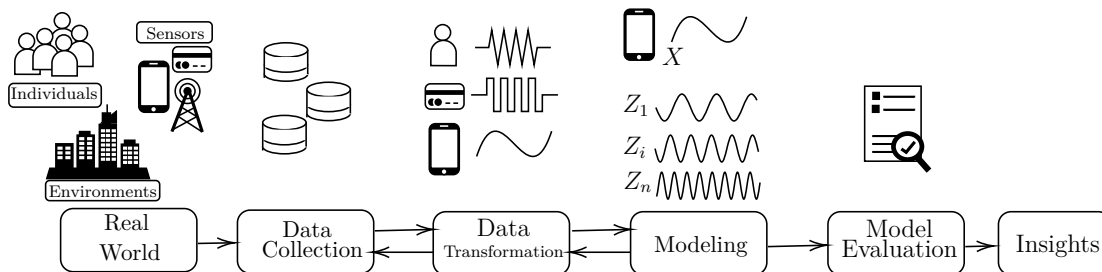 Sensors
X
Individuals
Z1
Zi
Zn
Environments
Real
World
Data
Collection
Data
Transformation
Modeling
Model
Evaluation
Insights